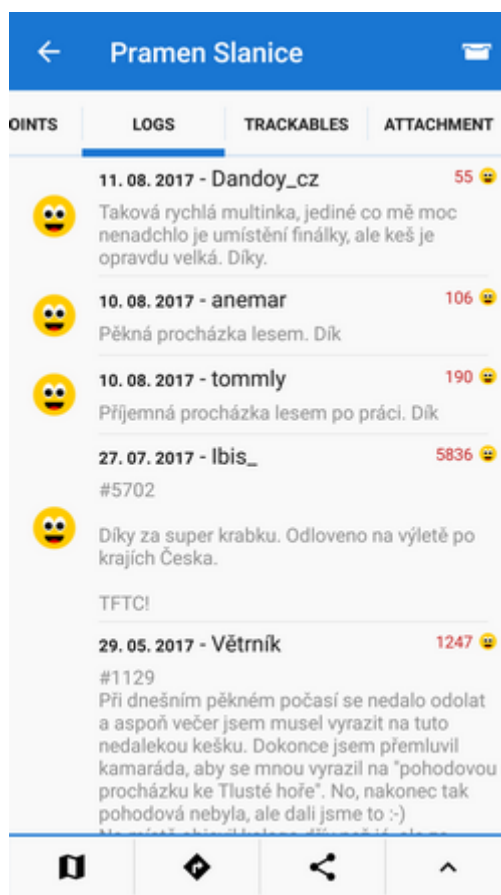 Pramen Slanice
OINTS LOGS TRACKABLES ATTACHMENT
11. 08. 2017 - Dandoy_cz 55
Taková rychlá multinka, jediné co mě moc
nenadchlo je umístění finálky, ale keš je
opravdu velká. Díky.
10. 08. 2017 - anemar 106
Pěkná procházka lesem. Dík
10. 08. 2017 - tommly 190
Příjemná procházka lesem po práci. Dík
27. 07. 2017 - Ibis_ 5836
#5702
Díky za super krabku. Odloveno na výletě po
krajích Česka.
TFTC!
29. 05. 2017 - Větrník 1247
#1129
Při dnešním pěkném počasí se nedalo odolat
a aspoň večer jsem musel vyrazit na tuto
nedalekou kešku. Dokonce jsem přemluvil
kamaráda, aby se mnou vyrazil na "pohodovou
procházku ke Tlusté hoře". No, nakonec tak
pohodová nebyla, ale dali jsme to :-)